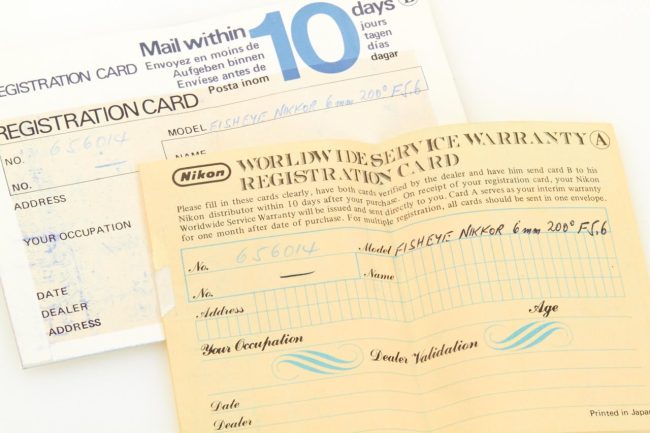 Mail within
Envoyez en moins de
Aufgeben binnen
Envíese antes de
Posta inom
10
days
jours
tagen
días
dagar
REGISTRATION CARD
REGISTRATION CARD
NO. 656014
MODEL FISHEYE NIKKOR 6mm 200° F5.6
NO.
NAME
ADDRESS
YOUR OCCUPATION
DATE
DEALER
ADDRESS
Nikon WORLDWIDE SERVICE WARRANTY A
REGISTRATION CARD
Please fill in these cards clearly, have both cards verified by the dealer and have him send card B to his
Nikon distributor within 10 days after your purchase. On receipt of your registration card, your Nikon
Worldwide Service Warranty will be issued and sent directly to you. Card A serves as your interim warranty
for one month after date of purchase. For multiple registration, all cards should be sent in one envelope.
No. 656014
Model FISHEYE NIKKOR 6mm 200° F5.6
No. —
Name
Address
Age
Your Occupation
Dealer Validation
Date
Dealer
Printed in Japan